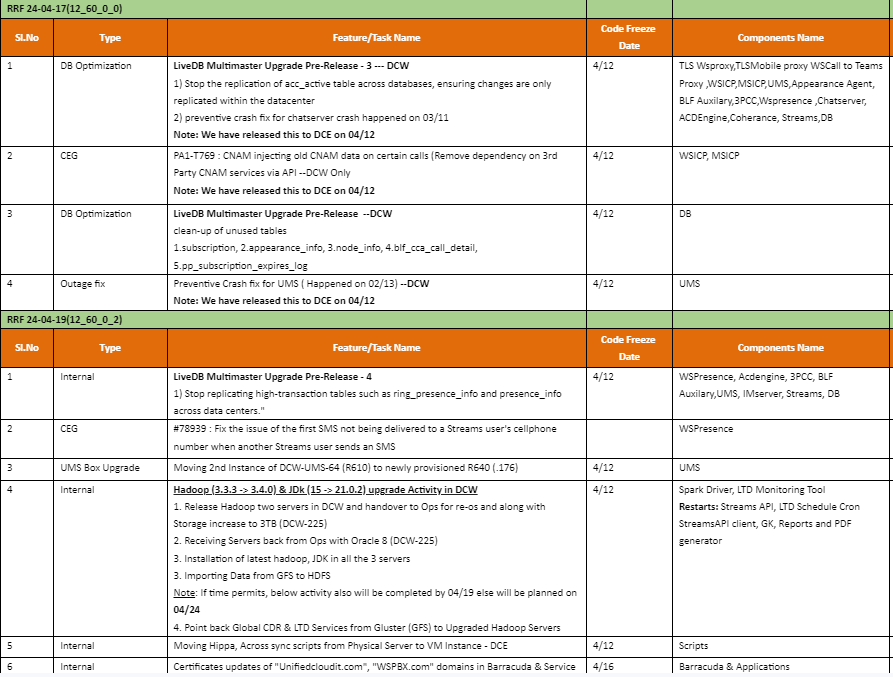 RRF 24-04-17(12_60_0_0)
Sl.No Type Feature/Task Name Code Freeze Date Components Name
1 DB Optimization LiveDB Multimaster Upgrade Pre-Release - 3 --- DCW 4/12 TLS Wsproxy,TLSMobile proxy WSCall to Teams
1) Stop the replication of acc_active table across databases, ensuring changes are only Proxy ,WSICP,MSICP,UMS,Appearance Agent,
replicated within the datacenter BLF Auxilary,3PCC,Wspresence ,Chatserver,
2) preventive crash fix for chatserver crash happened on 03/11 ACDEngine,Coherance, Streams,DB
Note: We have released this to DCE on 04/12
2 CEG PA1-T769 : CNAM injecting old CNAM data on certain calls (Remove dependency on 3rd 4/12 WSICP, MSICP
Party CNAM services via API --DCW Only
Note: We have released this to DCE on 04/12
3 DB Optimization LiveDB Multimaster Upgrade Pre-Release --DCW 4/12 DB
clean-up of unused tables
1.subscription, 2.appearance_info, 3.node_info, 4.blf_cca_call_detail,
5.pp_subscription_expires_log
4 Outage fix Preventive Crash fix for UMS ( Happened on 02/13) --DCW 4/12 UMS
Note: We have released this to DCE on 04/12
RRF 24-04-19(12_60_0_2)
Sl.No Type Feature/Task Name Code Freeze Date Components Name
1 Internal LiveDB Multimaster Upgrade Pre-Release - 4 4/12 WSPresence, Acdengine, 3PCC, BLF
1) Stop replicating high-transaction tables such as ring_presence_info and presence_info Auxilary,UMS, IMserver, Streams, DB
across data centers."
2 CEG #78939 : Fix the issue of the first SMS not being delivered to a Streams user's cellphone WSPresence
number when another Streams user sends an SMS
3 UMS Box Upgrade Moving 2nd Instance of DCW-UMS-64 (R610) to newly provisioned R640 (.176) 4/12 UMS
4 Internal Hadoop (3.3.3 -> 3.4.0) & JDk (15 -> 21.0.2) upgrade Activity in DCW 4/12 Spark Driver, LTD Monitoring Tool
1. Release Hadoop two servers in DCW and handover to Ops for re-os and along with Restarts: Streams API, LTD Schedule Cron
Storage increase to 3TB (DCW-225) StreamsAPI client, GK, Reports and PDF
2. Receiving Servers back from Ops with Oracle 8 (DCW-225) generator
3. Installation of latest hadoop, JDK in all the 3 servers
3. Importing Data from GFS to HDFS
Note: If time permits, below activity also will be completed by 04/19 else will be planned on
04/24
4. Point back Global CDR & LTD Services from Gluster (GFS) to Upgraded Hadoop Servers
5 Internal Moving Hippa, Across sync scripts from Physical Server to VM Instance - DCE 4/12 Scripts
6 Internal Certificates updates of "Unifiedcloudit.com", "WSPBX.com" domains in Barracuda & Service 4/16 Barracuda & Applications